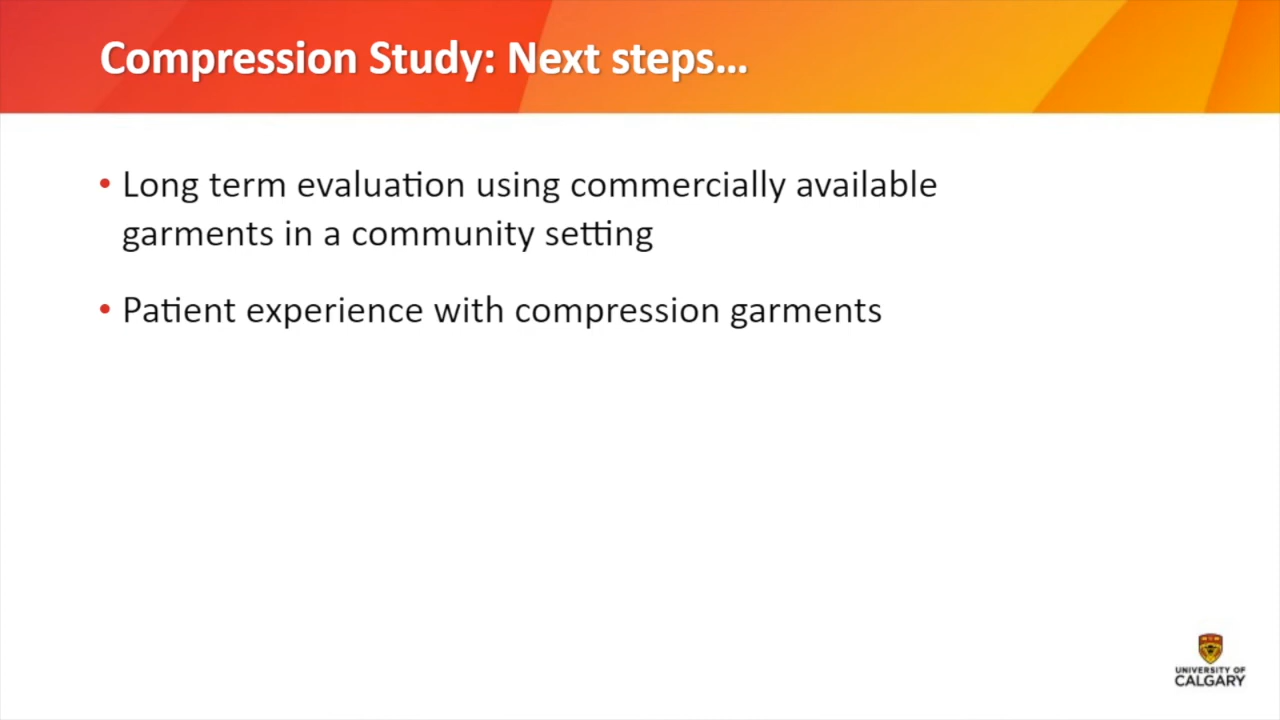 Compression Study: Next steps…
• Long term evaluation using commercially available
garments in a community setting
• Patient experience with compression garments
UNIVERSITY OF
CALGARY